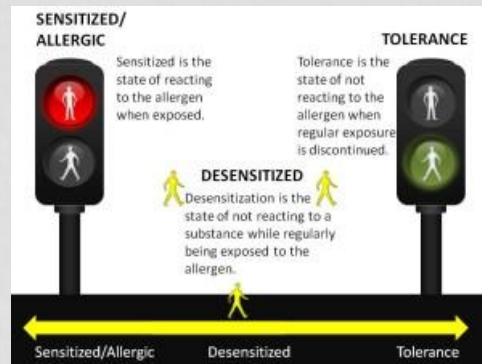 SENSITIZED/
ALLERGIC
Sensitized is the
state of reacting
to the allergen
when exposed.
TOLERANCE
Tolerance is the
state of not
reacting to the
allergen when
regular exposure
is discontinued.
DESENSITIZED
Desensitization is the
state of not reacting to a
substance while regularly
being exposed to the
allergen.
Sensitized/Allergic Desensitized Tolerance